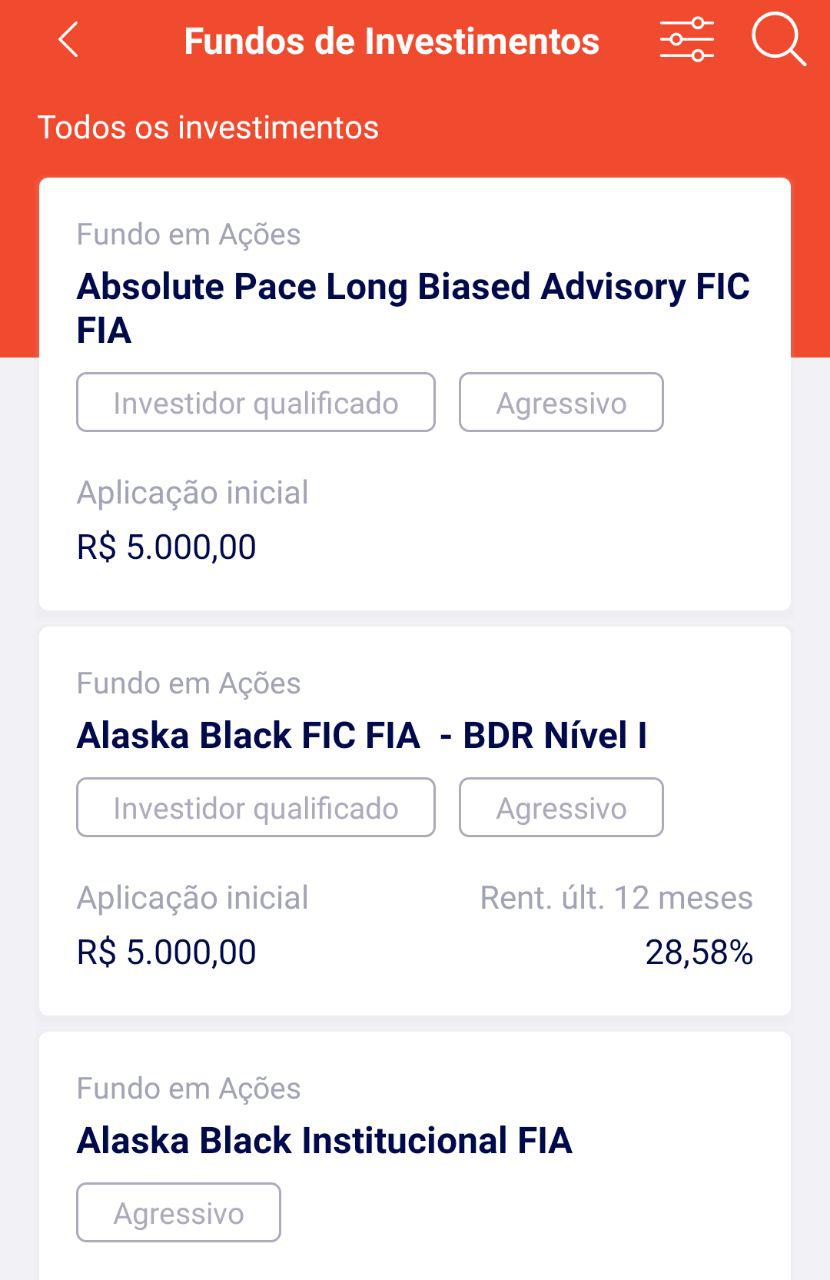 Fundos de Investimentos
Todos os investimentos
Fundo em Ações
Absolute Pace Long Biased Advisory FIC
FIA
Investidor qualificado
Agressivo
Aplicação inicial
R$ 5.000,00
Fundo em Ações
Alaska Black FIC FIA - BDR Nível I
Investidor qualificado
Agressivo
Aplicação inicial
Rent. últ. 12 meses
R$ 5.000,00
28,58%
Fundo em Ações
Alaska Black Institucional FIA
Agressivo